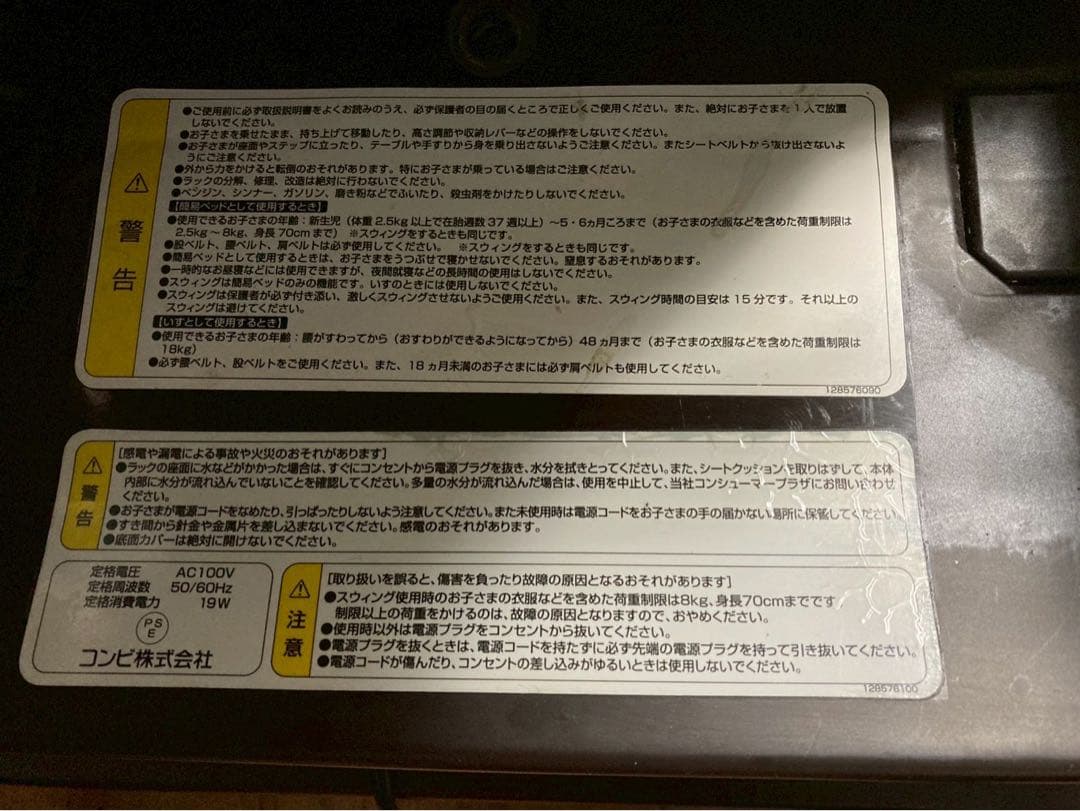 警告
●ご使用前に必ず取扱説明書をよくお読みのうえ、必ず保護者の目の届くところで正しくご使用ください。また、絶対にお子さまを1人で放置
しないでください。
●お子さまを乗せたまま、持ち上げて移動したり、高さ調節や収納レバーなどの操作をしないでください。
●お子さまが座面やステップに立ったり、テーブルや手すりから身を乗り出さないようご注意ください。またシートベルトから抜け出さないよ
うにご注意ください。
●外から力をかけると転倒のおそれがあります。特にお子さまが乗っている場合はご注意ください。
●ラックの分解、修理、改造は絶対に行わないでください。
●ベンジン、シンナー、ガソリン、磨き粉などでふいたり、殺虫剤をかけたりしないでください。
【簡易ベッドとして使用するとき】
●使用できるお子さまの年齢：新生児（体重2.5kg以上で在胎週数37週以上）～5・6ヵ月ころまで（お子さまの衣服などを含めた荷重制限は
2.5kg～8kg、身長70cmまで） ※スウィングをするときも同じです。
●股ベルト、腰ベルト、肩ベルトは必ず使用してください。 ※スウィングをするときも同じです。
●簡易ベッドとして使用するときは、お子さまをうつぶせで寝かせないでください。窒息するおそれがあります。
●一時的なお昼寝などには使用できますが、夜間就寝などの長時間の使用はしないでください。
●スウィングは簡易ベッドのみの機能です。いすのときには使用しないでください。
●スウィングは保護者が必ず付き添い、激しくスウィングさせないようご使用ください。また、スウィング時間の目安は15分です。それ以上の
スウィングは避けてください。
【いすとして使用するとき】
●使用できるお子さまの年齢：腰がすわってから（おすわりができるようになってから）48ヵ月まで（お子さまの衣服などを含めた荷重制限は
18kg）
●必ず腰ベルト、股ベルトをご使用ください。また、18ヵ月未満のお子さまには必ず肩ベルトも使用してください。
128576090
警告
[感電や漏電による事故や火災のおそれがあります]
●ラックの座面に水などがかかった場合は、すぐにコンセントから電源プラグを抜き、水分を拭きとってください。また、シートクッションを取りはずして、本体
内部に水分が流れ込んでいないことを確認してください。多量の水分が流れ込んだ場合は、使用を中止して、当社コンシューマープラザにお問い合わせ
ください。
●お子さまが電源コードをなめたり、引っぱったりしないよう注意してください。また未使用時は電源コードをお子さまの手の届かない場所に保管してください
●すき間から針金や金属片を差し込まないでください。感電のおそれがあります。
●底面カバーは絶対に開けないでください。
定格電圧 AC100V
定格周波数 50/60Hz
定格消費電力 19W
PS
E
コンビ株式会社
注意
[取り扱いを誤ると、傷害を負ったり故障の原因となるおそれがあります]
●スウィング使用時のお子さまの衣服などを含めた荷重制限は8kg、身長70cmまでです
制限以上の荷重をかけるのは、故障の原因となりますので、おやめください。
●使用時以外は電源プラグをコンセントから抜いてください。
●電源プラグを抜くときは、電源コードを持たずに必ず先端の電源プラグを持って引き抜いてください。
●電源コードが傷んだり、コンセントの差し込みがゆるいときは使用しないでください。
128576100